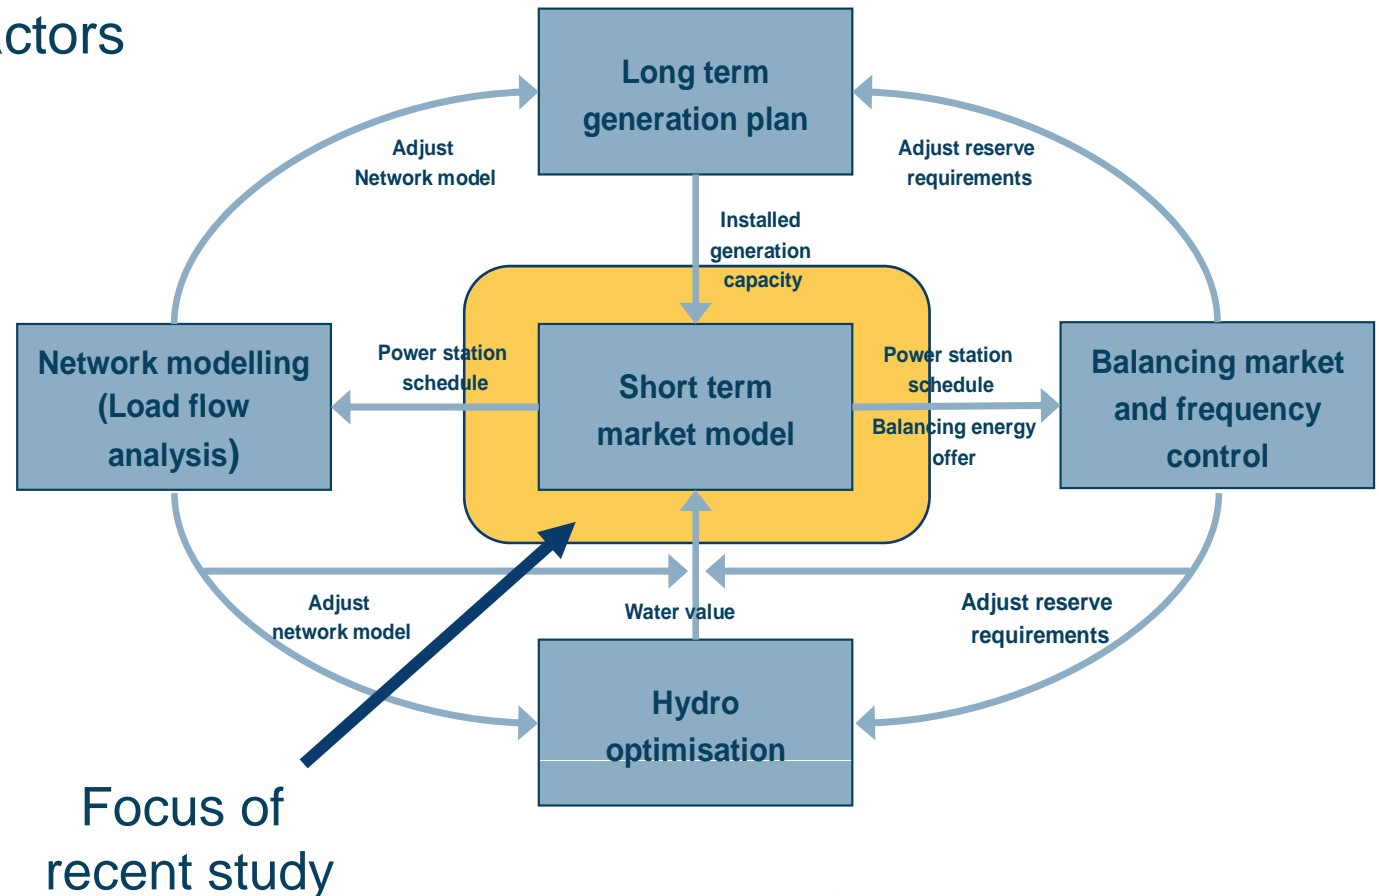 ctors
Long term
generation plan
Adjust
Network model
Adjust reserve
requirements
Installed
generation
capacity
Network modelling
(Load flow
analysis)
Power station
schedule
Short term
market model
Power station
schedule
Balancing energy
offer
Balancing market
and frequency
control
Adjust
network model
Water value
Adjust reserve
requirements
Hydro
optimisation
Focus of
recent study